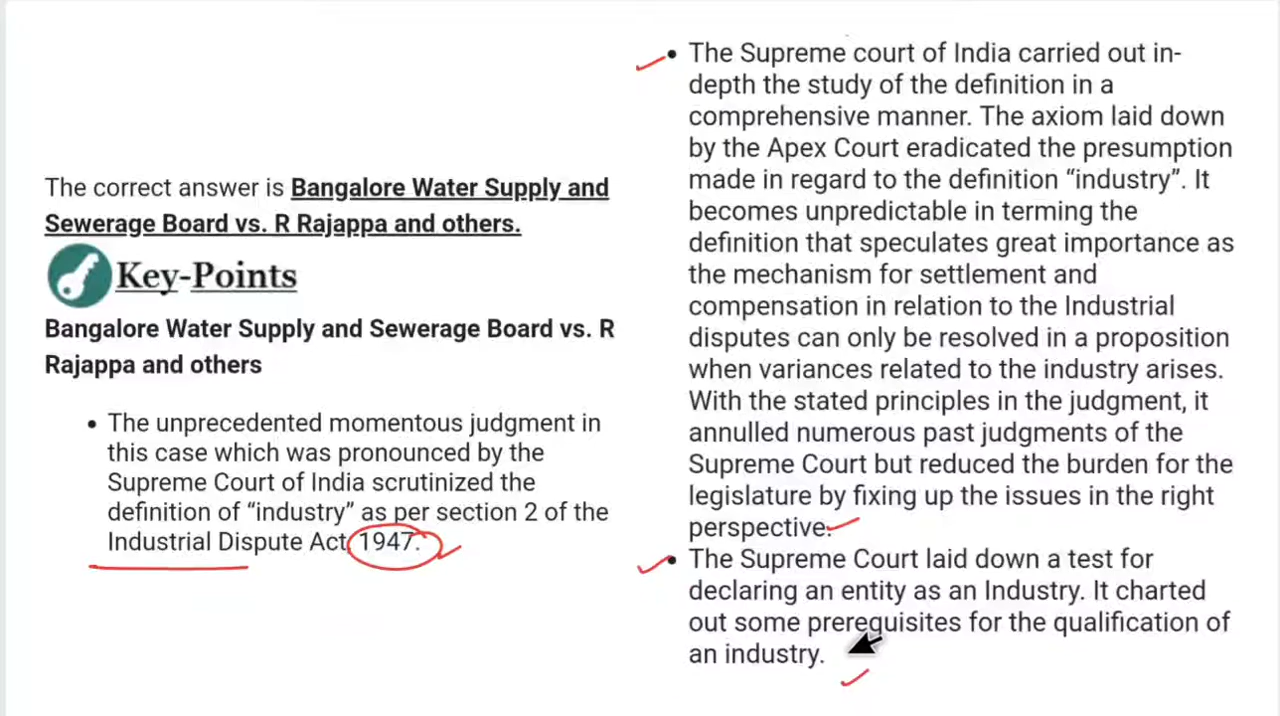 The correct answer is Bangalore Water Supply and
Sewerage Board vs. R Rajappa and others.
Key-Points
Bangalore Water Supply and Sewerage Board vs. R
Rajappa and others
• The unprecedented momentous judgment in
this case which was pronounced by the
Supreme Court of India scrutinized the
definition of “industry” as per section 2 of the
Industrial Dispute Act, 1947.
• The Supreme court of India carried out in-
depth the study of the definition in a
comprehensive manner. The axiom laid down
by the Apex Court eradicated the presumption
made in regard to the definition “industry”. It
becomes unpredictable in terming the
definition that speculates great importance as
the mechanism for settlement and
compensation in relation to the Industrial
disputes can only be resolved in a proposition
when variances related to the industry arises.
With the stated principles in the judgment, it
annulled numerous past judgments of the
Supreme Court but reduced the burden for the
legislature by fixing up the issues in the right
perspective.
• The Supreme Court laid down a test for
declaring an entity as an Industry. It charted
out some prerequisites for the qualification of
an industry.